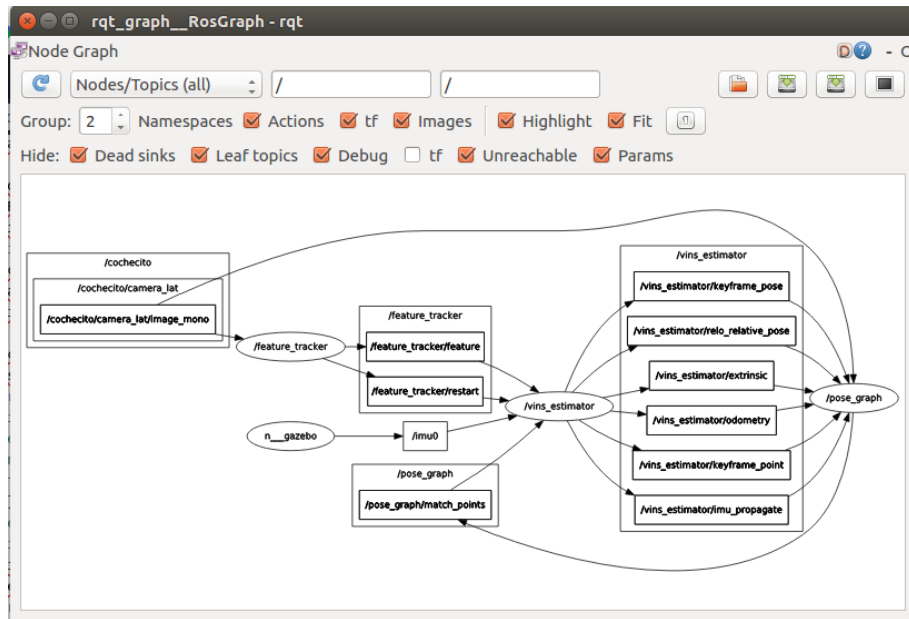 rqt_graph__RosGraph - rqt
Node Graph
D ? - C
Nodes/Topics (all) / /
Group: 2 Namespaces Actions tf Images Highlight Fit
Hide: Dead sinks Leaf topics Debug tf Unreachable Params
/cochecito
/cochecito/camera_lat
/cochecito/camera_lat/image_mono
/feature_tracker
/feature_tracker
/feature_tracker/feature
/feature_tracker/restart
n___gazebo
/imu0
/pose_graph
/pose_graph/match_points
/vins_estimator
/vins_estimator
/vins_estimator/keyframe_pose
/vins_estimator/relo_relative_pose
/vins_estimator/extrinsic
/vins_estimator/odometry
/vins_estimator/keyframe_point
/vins_estimator/imu_propagate
/pose_graph